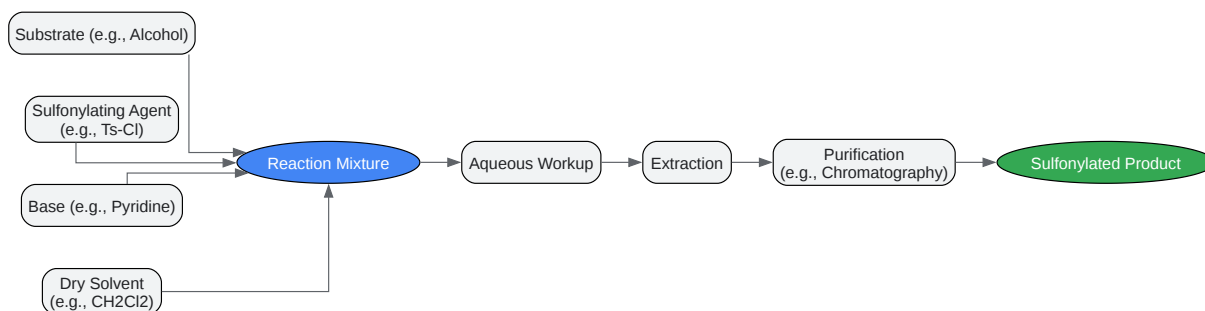 Substrate (e.g., Alcohol)
Sulfonylating Agent
(e.g., Ts-Cl)
Base (e.g., Pyridine)
Dry Solvent
(e.g., CH2Cl2)
Reaction Mixture
Aqueous Workup
Extraction
Purification
(e.g., Chromatography)
Sulfonylated Product